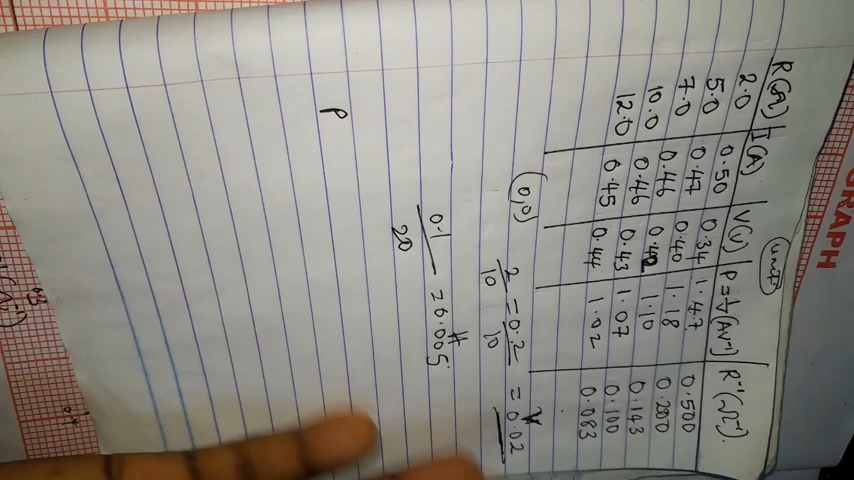 GRAPH
unit
R(Ω) I(A) V(V) P=I/V(AV⁻¹) R⁻¹(Ω⁻¹).
2.0 0.50 0.34 1.47 0.500
5.0 0.47 0.40 1.18 0.200
7.0 0.46 0.42 1.10 0.143
10.0 0.46 0.43 1.07 0.100
12.0 0.45 0.44 1.02 0.083
(0,0)
2/10 = 0.2/10 = 0.02
0.1/20 = 0.005
P